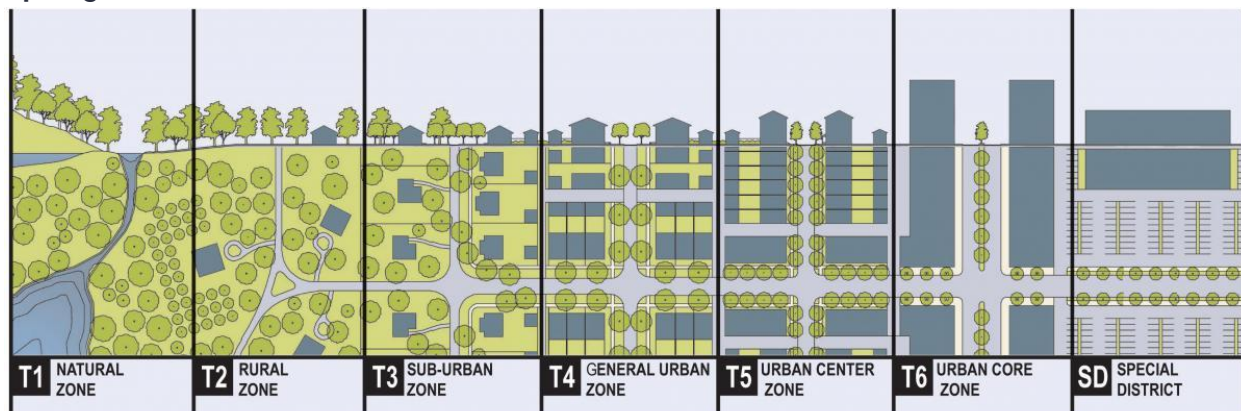 T1 NATURAL
ZONE
T2 RURAL
ZONE
T3 SUB-URBAN
ZONE
T4 GENERAL URBAN
ZONE
T5 URBAN CENTER
ZONE
T6 URBAN CORE
ZONE
SD SPECIAL
DISTRICT